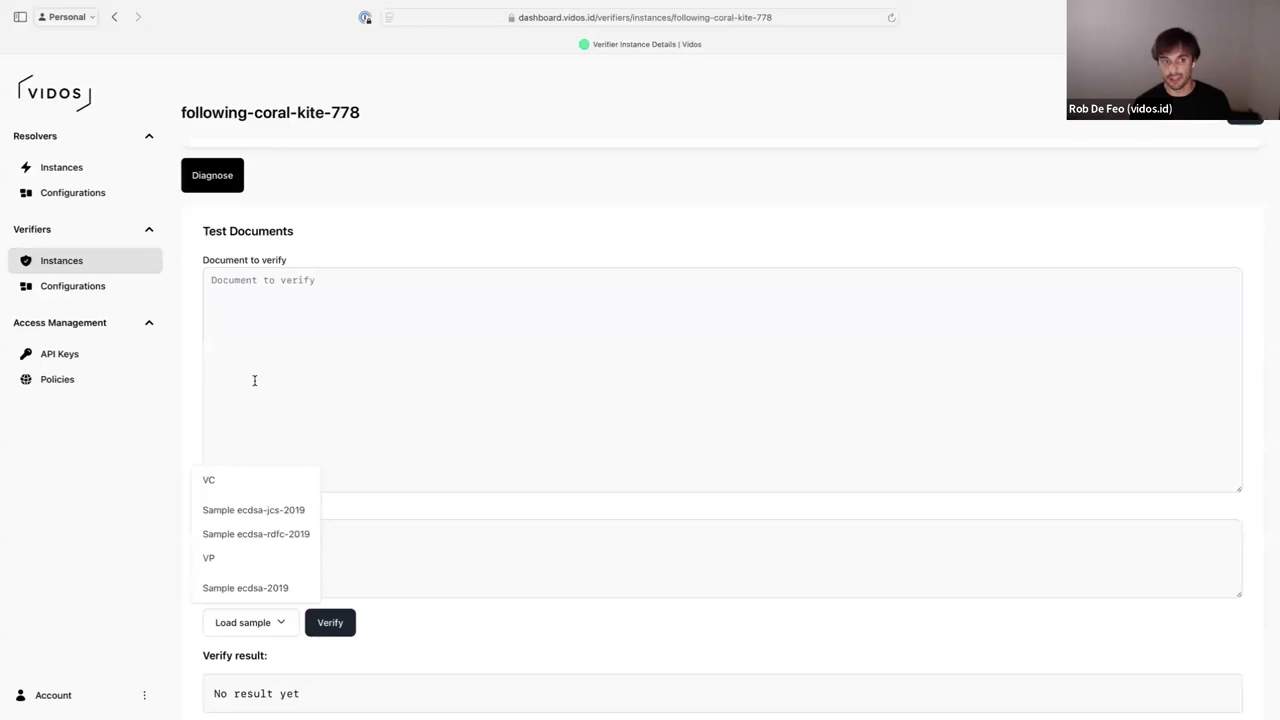 Personal
dashboard.vidos.id/verifiers/instances/following-coral-kite-778
Verifier Instance Details | Vidos
Rob De Feo (vidos.id)
VIDOS
Resolvers
Instances
Configurations
Verifiers
Instances
Configurations
Access Management
API Keys
Policies
Account
following-coral-kite-778
Diagnose
Test Documents
Document to verify
Document to verify
VC
Sample ecdsa-jcs-2019
Sample ecdsa-rdfc-2019
VP
Sample ecdsa-2019
Load sample
Verify
Verify result:
No result yet